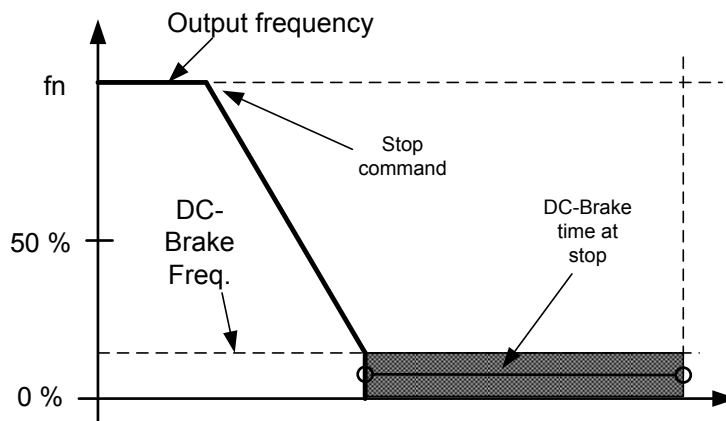 Output frequency
fn
Stop
command
DC-
Brake
Freq.
DC-Brake
time at
stop
50 %
0 %